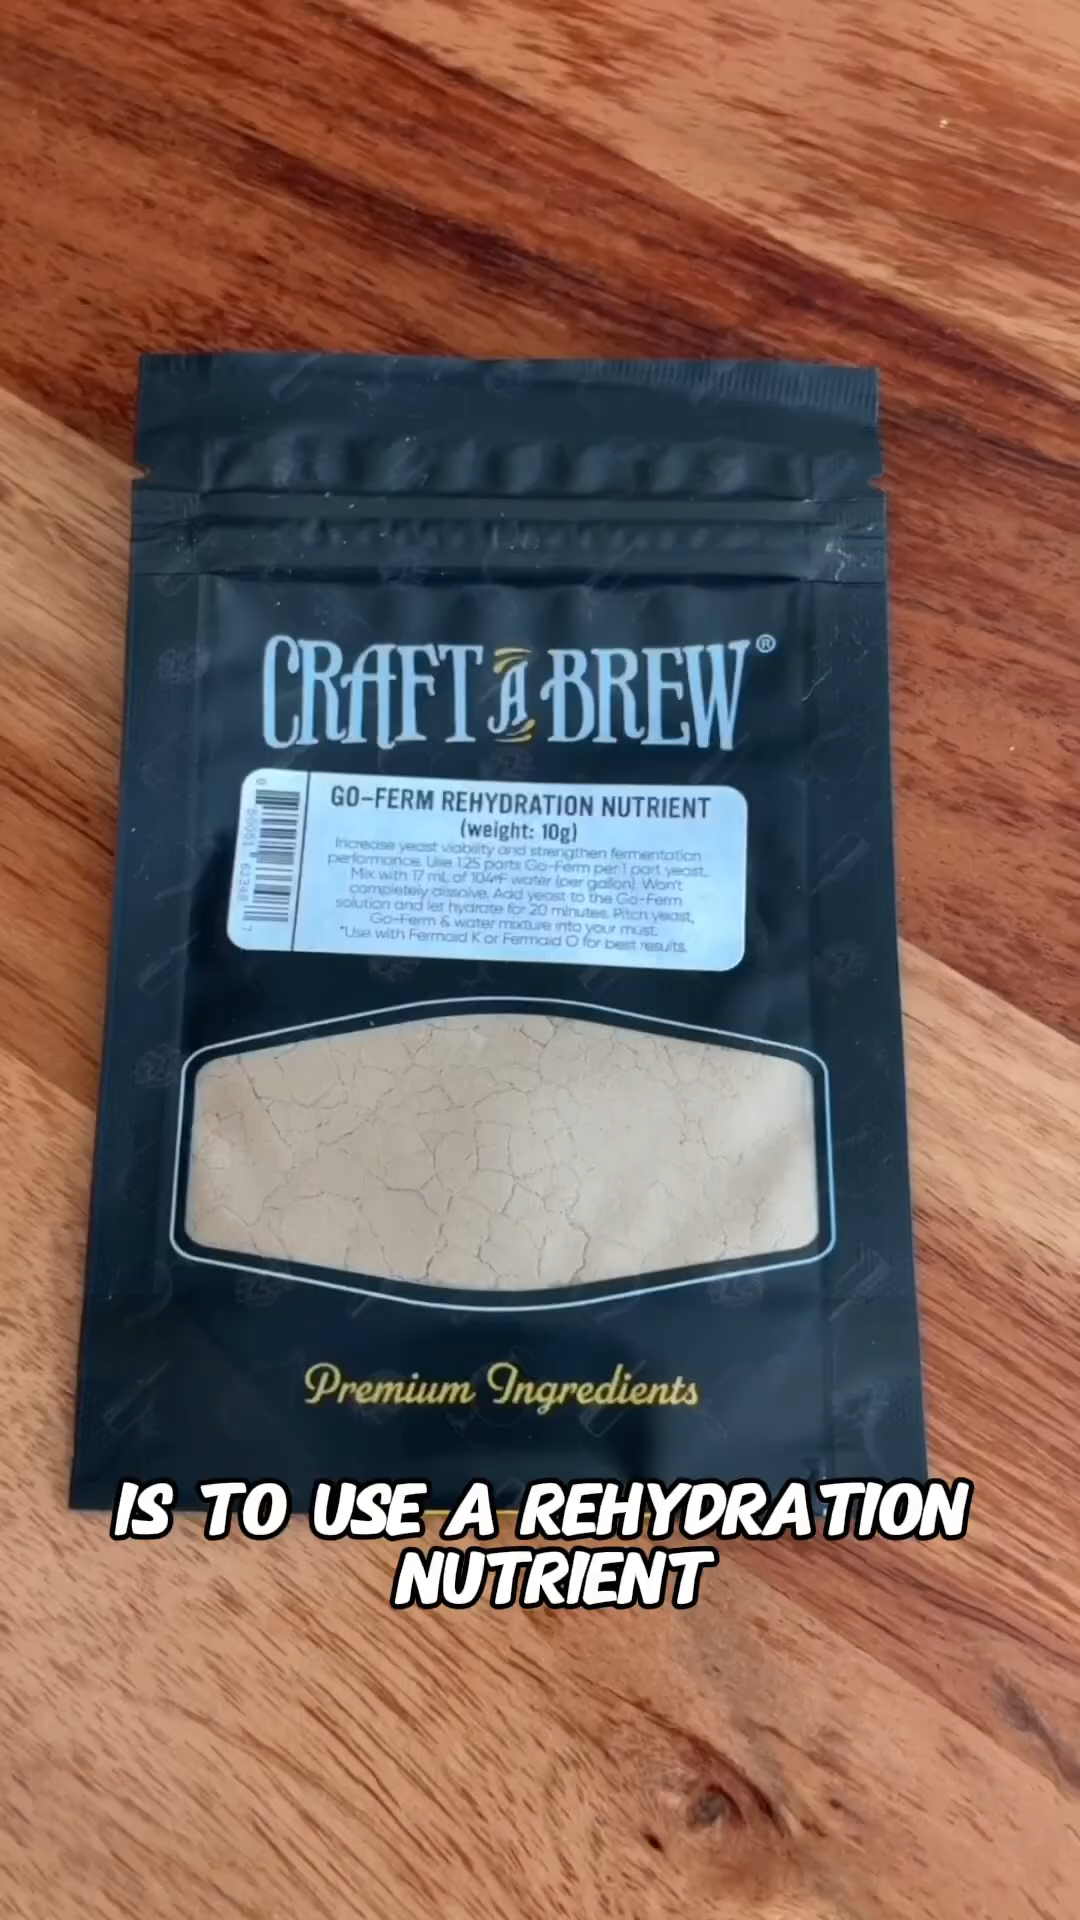 CRAFT A BREW®
GO-FERM REHYDRATION NUTRIENT
(weight: 10g)
Increase yeast viability and strengthen fermentation
performance. Use 1.25 parts Go-Ferm per 1 part yeast.
Mix with 17 mL of 104°F water (per gallon). Won't
completely dissolve. Add yeast to the Go-Ferm
solution and let hydrate for 20 minutes. Pitch yeast,
Go-Ferm & water mixture into your must.
*Use with Fermaid K or Fermaid O for best results.
Premium Ingredients
IS TO USE A REHYDRATION
NUTRIENT